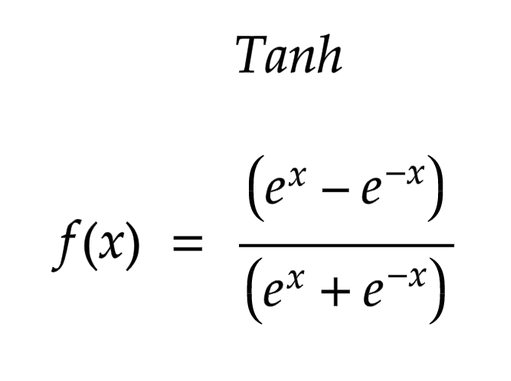 Tanh
f(x) = (e^x − e^{−x}) / (e^x + e^{−x})